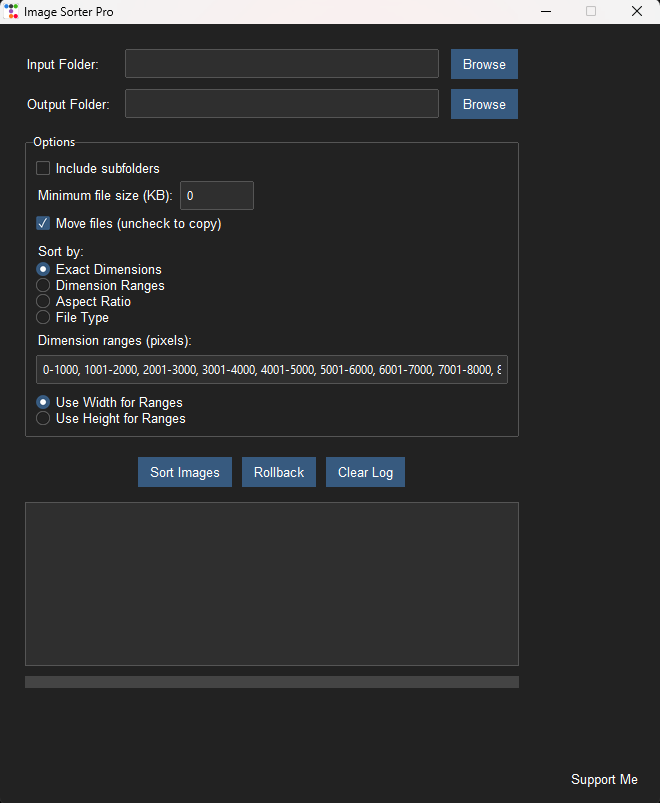 Image Sorter Pro
Input Folder: Browse
Output Folder: Browse
Options
Include subfolders
Minimum file size (KB): 0
Move files (uncheck to copy)
Sort by:
Exact Dimensions
Dimension Ranges
Aspect Ratio
File Type
Dimension ranges (pixels):
0-1000, 1001-2000, 2001-3000, 3001-4000, 4001-5000, 5001-6000, 6001-7000, 7001-8000, 8
Use Width for Ranges
Use Height for Ranges
Sort Images Rollback Clear Log
Support Me